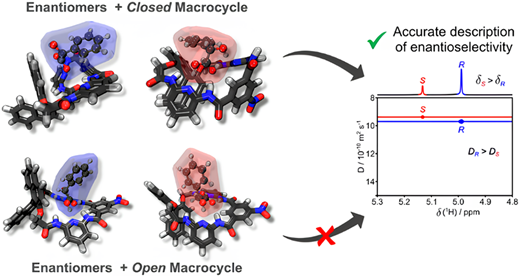 Enantiomers + Closed Macrocycle
Accurate description
of enantioselectivity
S
R
δS > δR
8
10
12
14
S
R
DR > DS
D / 10⁻¹⁰ m² s⁻¹
5.3 5.2 5.1 5.0 4.9 4.8
δ (¹H) / ppm
Enantiomers + Open Macrocycle